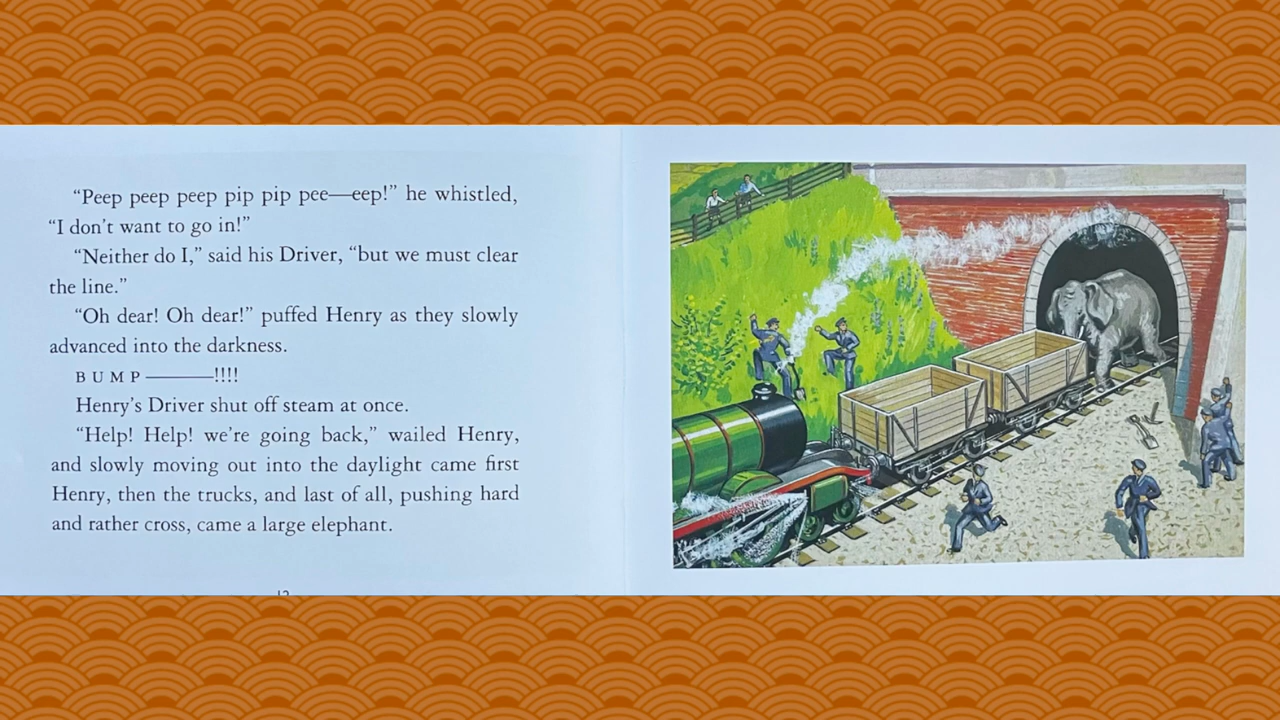 “Peep peep peep pip pip pee—eep!” he whistled,
“I don’t want to go in!”
“Neither do I,” said his Driver, “but we must clear
the line.”
“Oh dear! Oh dear!” puffed Henry as they slowly
advanced into the darkness.
BUMP———!!!!
Henry’s Driver shut off steam at once.
“Help! Help! we’re going back,” wailed Henry,
and slowly moving out into the daylight came first
Henry, then the trucks, and last of all, pushing hard
and rather cross, came a large elephant.